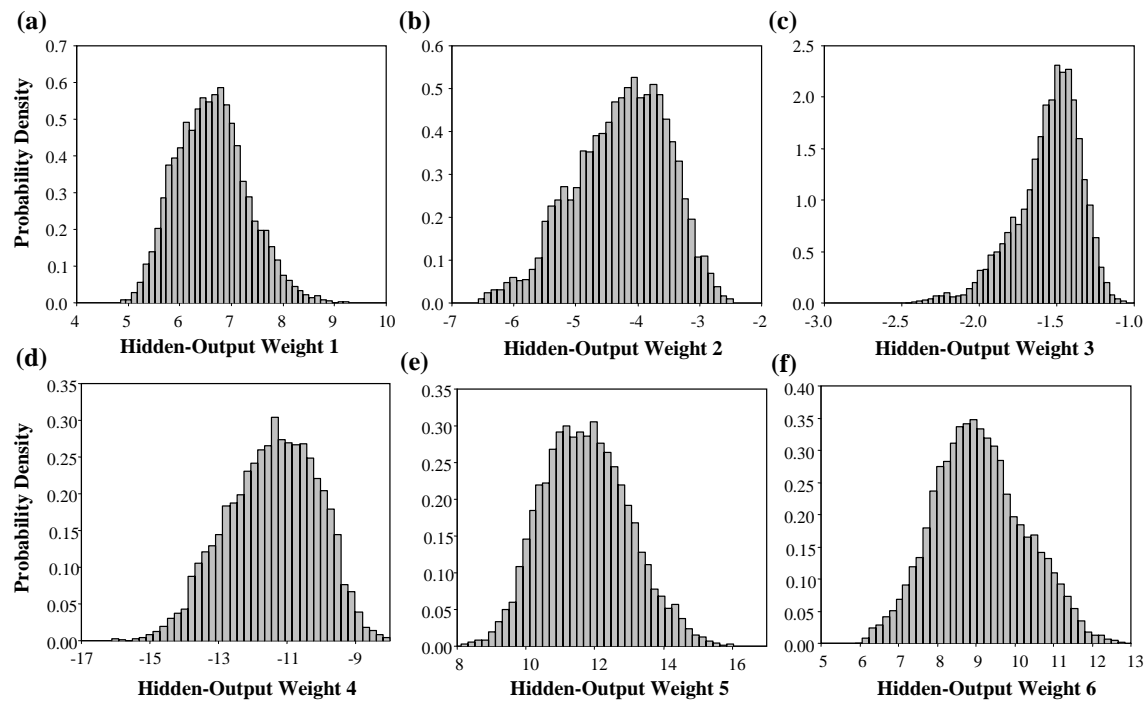 (a)
0.7
0.6
0.5
0.4
0.3
0.2
0.1
0.0
Probability Density
4 5 6 7 8 9 10
Hidden-Output Weight 1
(b)
0.6
0.5
0.4
0.3
0.2
0.1
0.0
-7 -6 -5 -4 -3 -2
Hidden-Output Weight 2
(c)
2.5
2.0
1.5
1.0
0.5
0.0
-3.0 -2.5 -2.0 -1.5 -1.0
Hidden-Output Weight 3
(d)
0.35
0.30
0.25
0.20
0.15
0.10
0.05
0.00
Probability Density
-17 -15 -13 -11 -9
Hidden-Output Weight 4
(e)
0.35
0.30
0.25
0.20
0.15
0.10
0.05
0.00
8 10 12 14 16
Hidden-Output Weight 5
(f)
0.40
0.35
0.30
0.25
0.20
0.15
0.10
0.05
0.00
5 6 7 8 9 10 11 12 13
Hidden-Output Weight 6